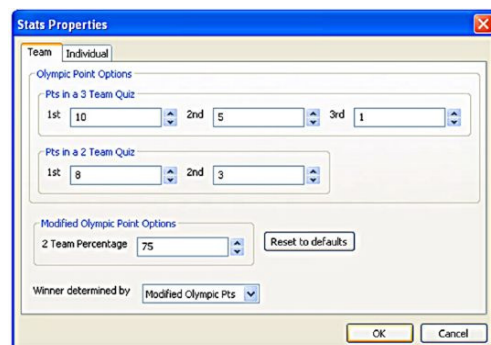 Stats Properties
Team Individual
Olympic Point Options
Pts in a 3 Team Quiz
1st 10 2nd 5 3rd 1
Pts in a 2 Team Quiz
1st 8 2nd 3
Modified Olympic Point Options
2 Team Percentage 75 Reset to defaults
Winner determined by Modified Olympic Pts
OK Cancel